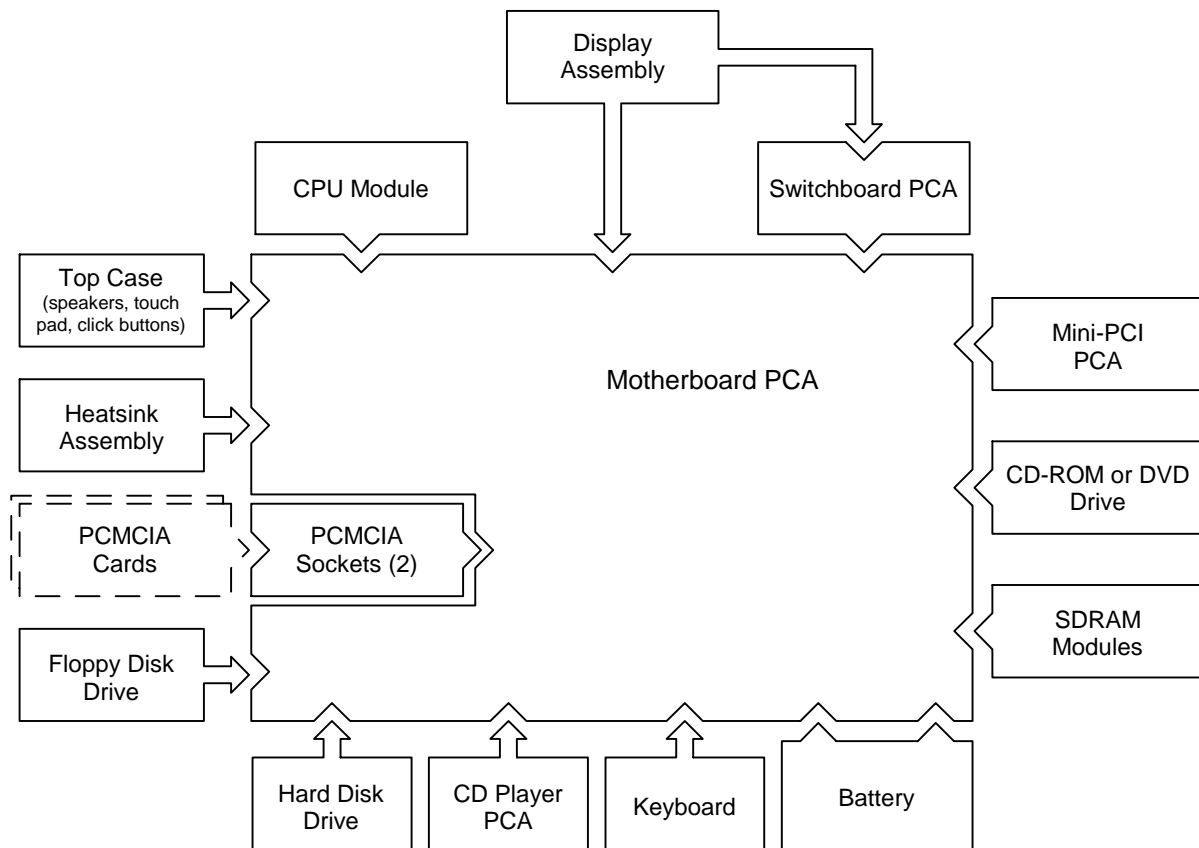 Display
Assembly
CPU Module
Switchboard PCA
Top Case
(speakers, touch
pad, click buttons)
Mini-PCI
PCA
Motherboard PCA
Heatsink
Assembly
CD-ROM or DVD
Drive
PCMCIA
Cards
PCMCIA
Sockets (2)
SDRAM
Modules
Floppy Disk
Drive
Hard Disk
Drive
CD Player
PCA
Keyboard
Battery